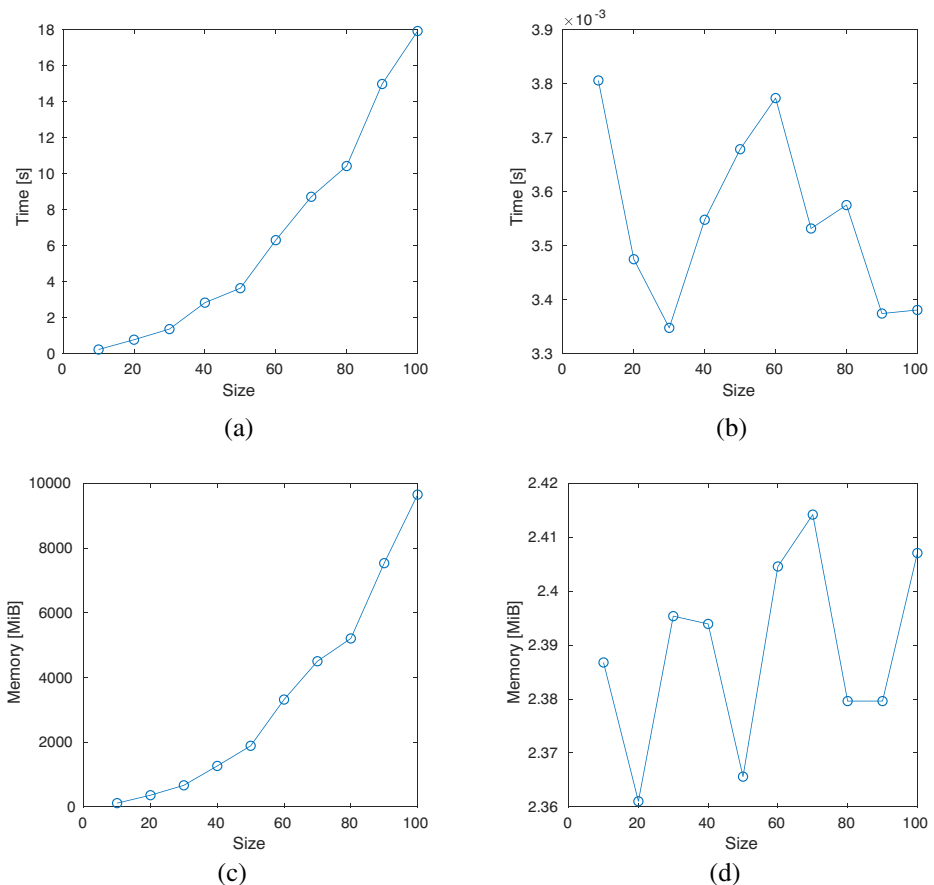 × 10⁻³
18
16
14
12
10
8
6
4
2
0
Time [s]
0 20 40 60 80 100
Size
(a)
3.9
3.8
3.7
3.6
3.5
3.4
3.3
Time [s]
0 20 40 60 80 100
Size
(b)
10000
8000
6000
4000
2000
0
Memory [MiB]
0 20 40 60 80 100
Size
(c)
2.42
2.41
2.4
2.39
2.38
2.37
2.36
Memory [MiB]
0 20 40 60 80 100
Size
(d)